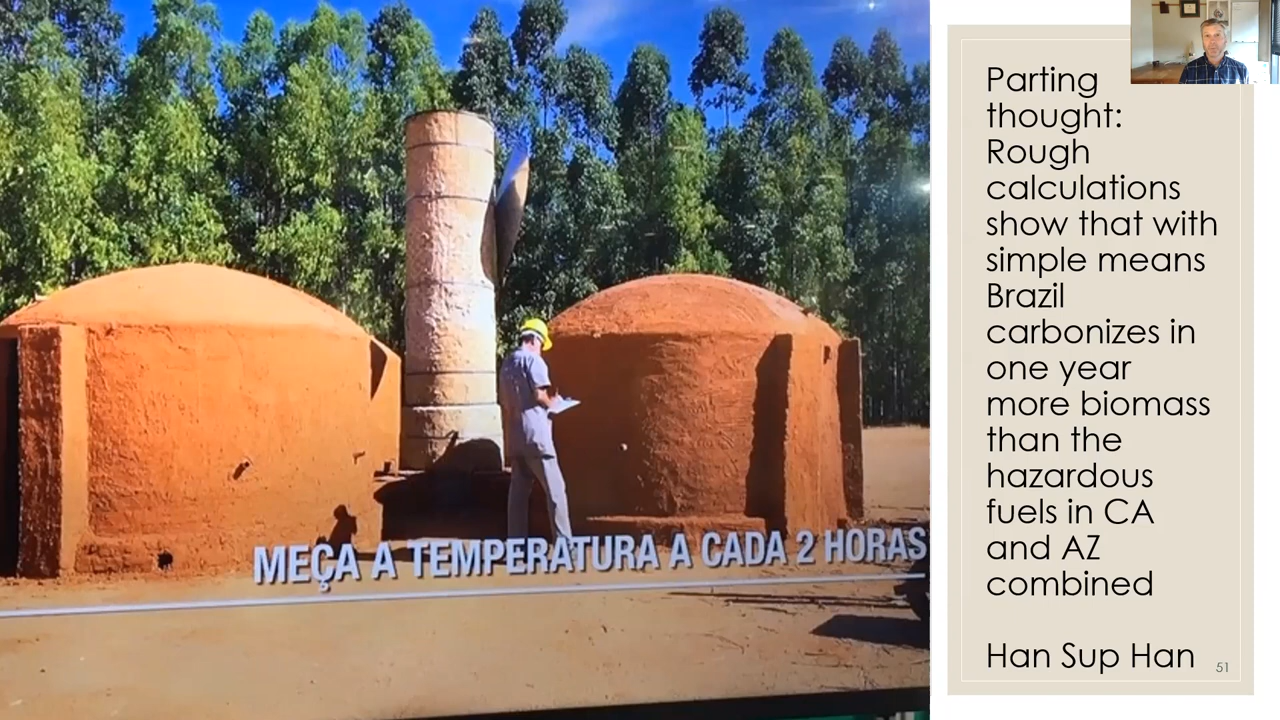 MEÇA A TEMPERATURA A CADA 2 HORAS
Parting
thought:
Rough
calculations
show that with
simple means
Brazil
carbonizes in
one year
more biomass
than the
hazardous
fuels in CA
and AZ
combined
Han Sup Han
51